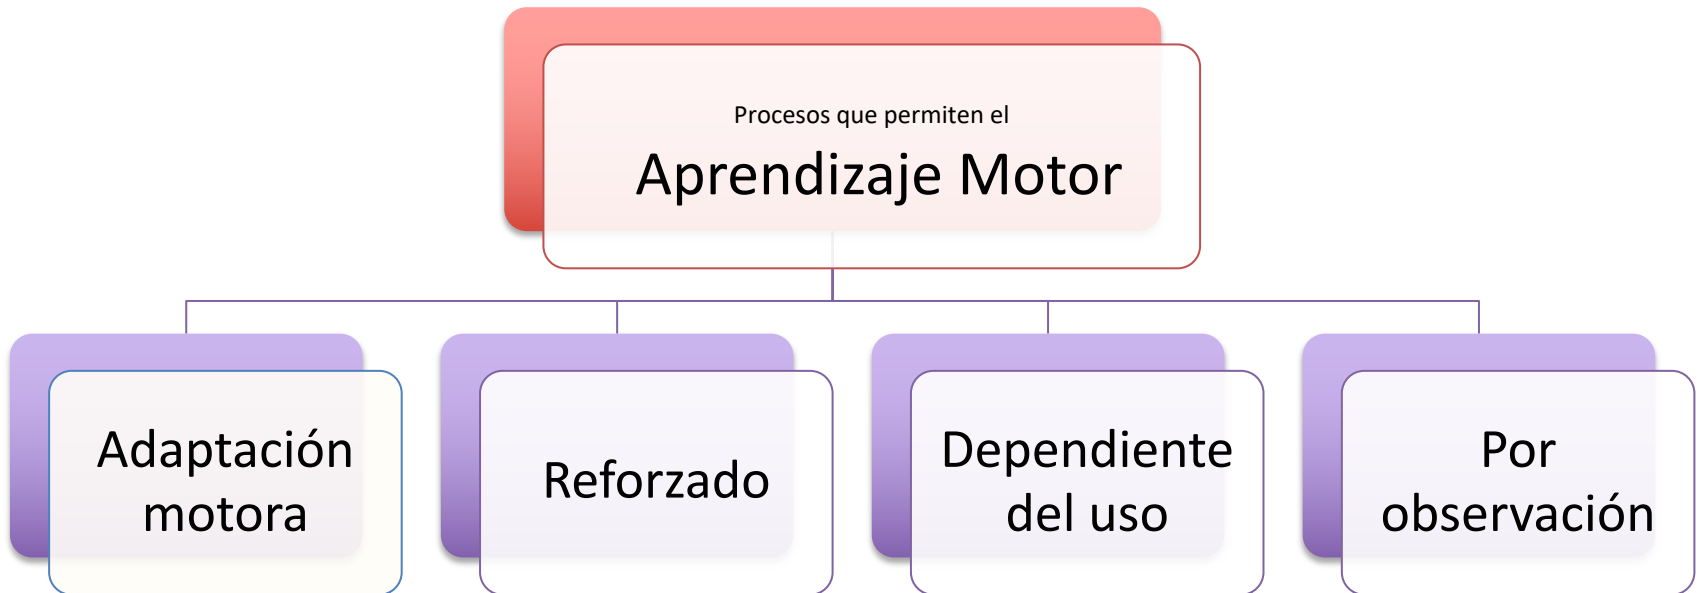 Procesos que permiten el
Aprendizaje Motor
Adaptación
motora
Reforzado
Dependiente
del uso
Por
observación